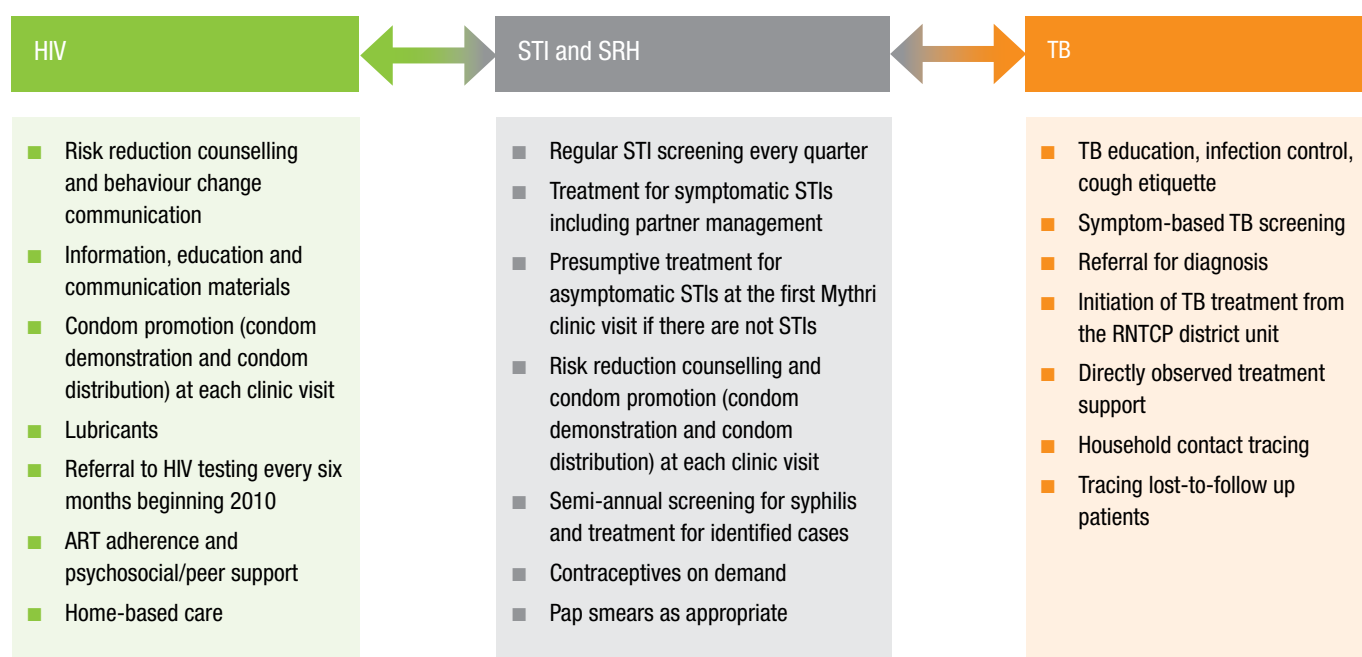 HIV
STI and SRH
TB
■ Risk reduction counselling
and behaviour change
communication
■ Information, education and
communication materials
■ Condom promotion (condom
demonstration and condom
distribution) at each clinic visit
■ Lubricants
■ Referral to HIV testing every six
months beginning 2010
■ ART adherence and
psychosocial/peer support
■ Home-based care
■ Regular STI screening every quarter
■ Treatment for symptomatic STIs
including partner management
■ Presumptive treatment for
asymptomatic STIs at the first Mythri
clinic visit if there are not STIs
■ Risk reduction counselling and
condom promotion (condom
demonstration and condom
distribution) at each clinic visit
■ Semi-annual screening for syphilis
and treatment for identified cases
■ Contraceptives on demand
■ Pap smears as appropriate
■ TB education, infection control,
cough etiquette
■ Symptom-based TB screening
■ Referral for diagnosis
■ Initiation of TB treatment from
the RNTCP district unit
■ Directly observed treatment
support
■ Household contact tracing
■ Tracing lost-to-follow up
patients